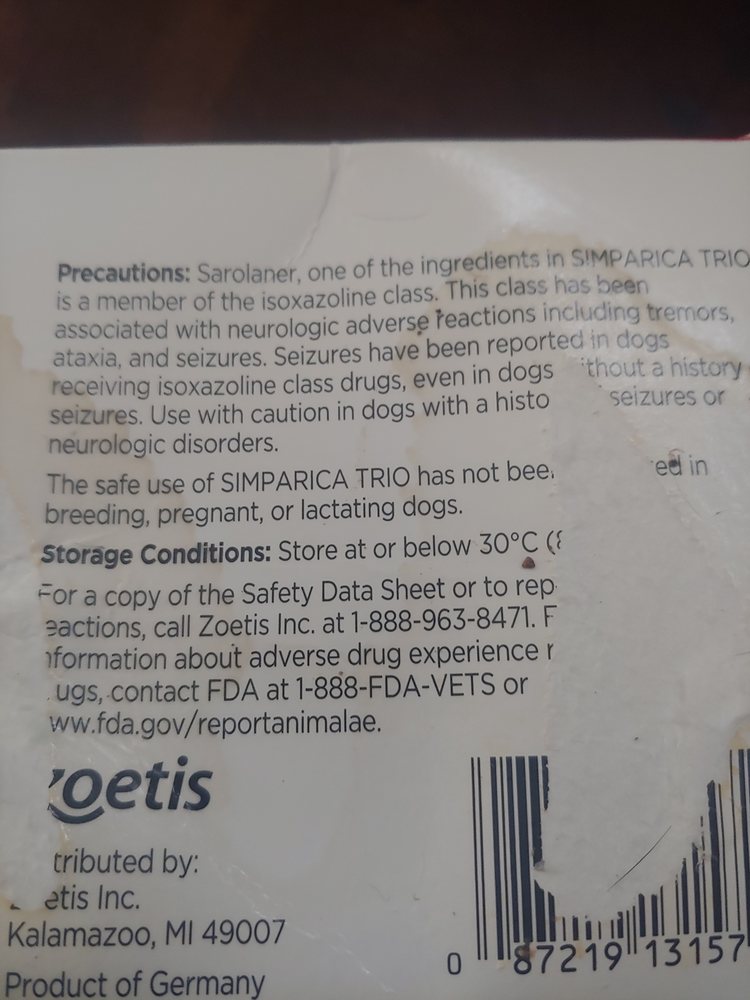 Precautions: Sarolaner, one of the ingredients in SIMPARICA TRIO
is a member of the isoxazoline class. This class has been
associated with neurologic adverse reactions including tremors,
ataxia, and seizures. Seizures have been reported in dogs
receiving isoxazoline class drugs, even in dogs ithout a history
seizures. Use with caution in dogs with a histo seizures or
neurologic disorders.
The safe use of SIMPARICA TRIO has not bee ed in
breeding, pregnant, or lactating dogs.
Storage Conditions: Store at or below 30°C (
For a copy of the Safety Data Sheet or to rep
eactions, call Zoetis Inc. at 1-888-963-8471. F
nformation about adverse drug experience r
ugs, contact FDA at 1-888-FDA-VETS or
ww.fda.gov/reportanimalae.
zoetis
tributed by:
etis Inc.
Kalamazoo, MI 49007
Product of Germany
0 87219 13157